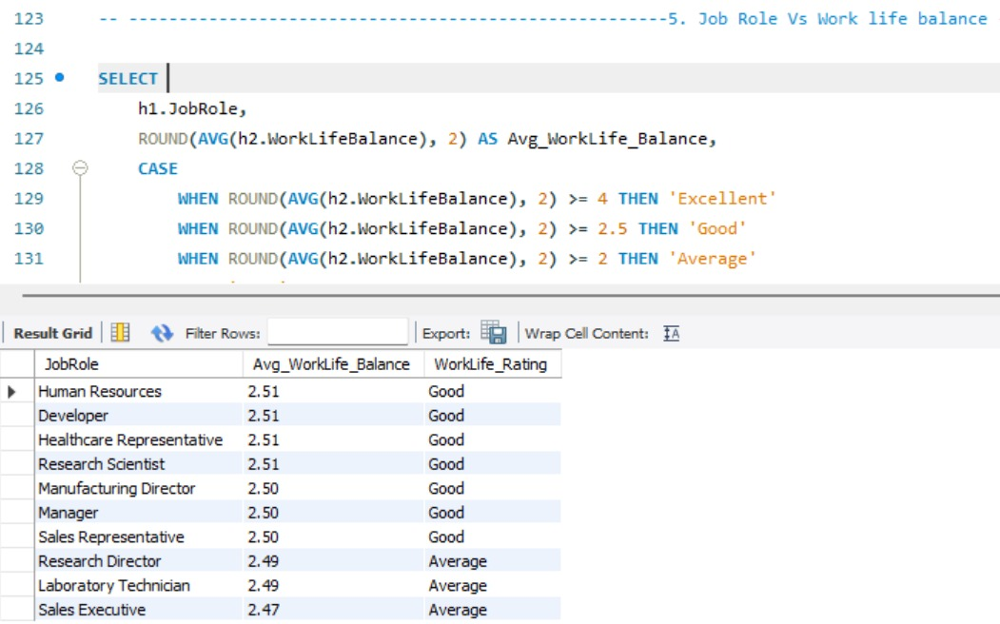 123 -- ------------------------------------------------------5. Job Role Vs Work life balance
124
125 SELECT
126 h1.JobRole,
127 ROUND(AVG(h2.WorkLifeBalance), 2) AS Avg_WorkLife_Balance,
128 CASE
129 WHEN ROUND(AVG(h2.WorkLifeBalance), 2) >= 4 THEN 'Excellent'
130 WHEN ROUND(AVG(h2.WorkLifeBalance), 2) >= 2.5 THEN 'Good'
131 WHEN ROUND(AVG(h2.WorkLifeBalance), 2) >= 2 THEN 'Average'
Result Grid Filter Rows: Export: Wrap Cell Content: IA
JobRole Avg_WorkLife_Balance WorkLife_Rating
Human Resources 2.51 Good
Developer 2.51 Good
Healthcare Representative 2.51 Good
Research Scientist 2.51 Good
Manufacturing Director 2.50 Good
Manager 2.50 Good
Sales Representative 2.50 Good
Research Director 2.49 Average
Laboratory Technician 2.49 Average
Sales Executive 2.47 Average